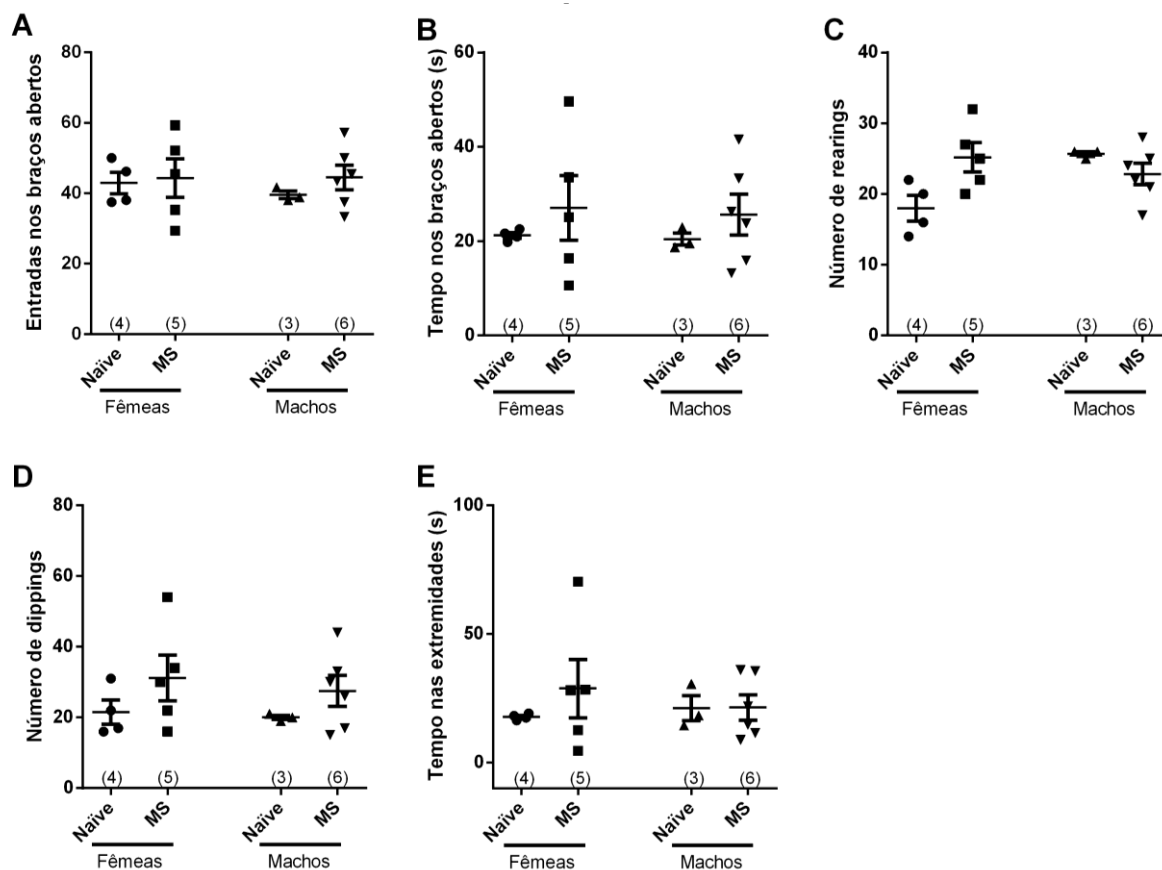 A
Entradas nos braços abertos
80
60
40
20
0
(4) (5) (3) (6)
Naïve MS Naïve MS
Fêmeas Machos
B
Tempo nos braços abertos (s)
60
40
20
0
(4) (5) (3) (6)
Naïve MS Naïve MS
Fêmeas Machos
C
Número de rearings
40
30
20
10
0
(4) (5) (3) (6)
Naïve MS Naïve MS
Fêmeas Machos
D
Número de dippings
80
60
40
20
0
(4) (5) (3) (6)
Naïve MS Naïve MS
Fêmeas Machos
E
Tempo nas extremidades (s)
100
50
0
(4) (5) (3) (6)
Naïve MS Naïve MS
Fêmeas Machos